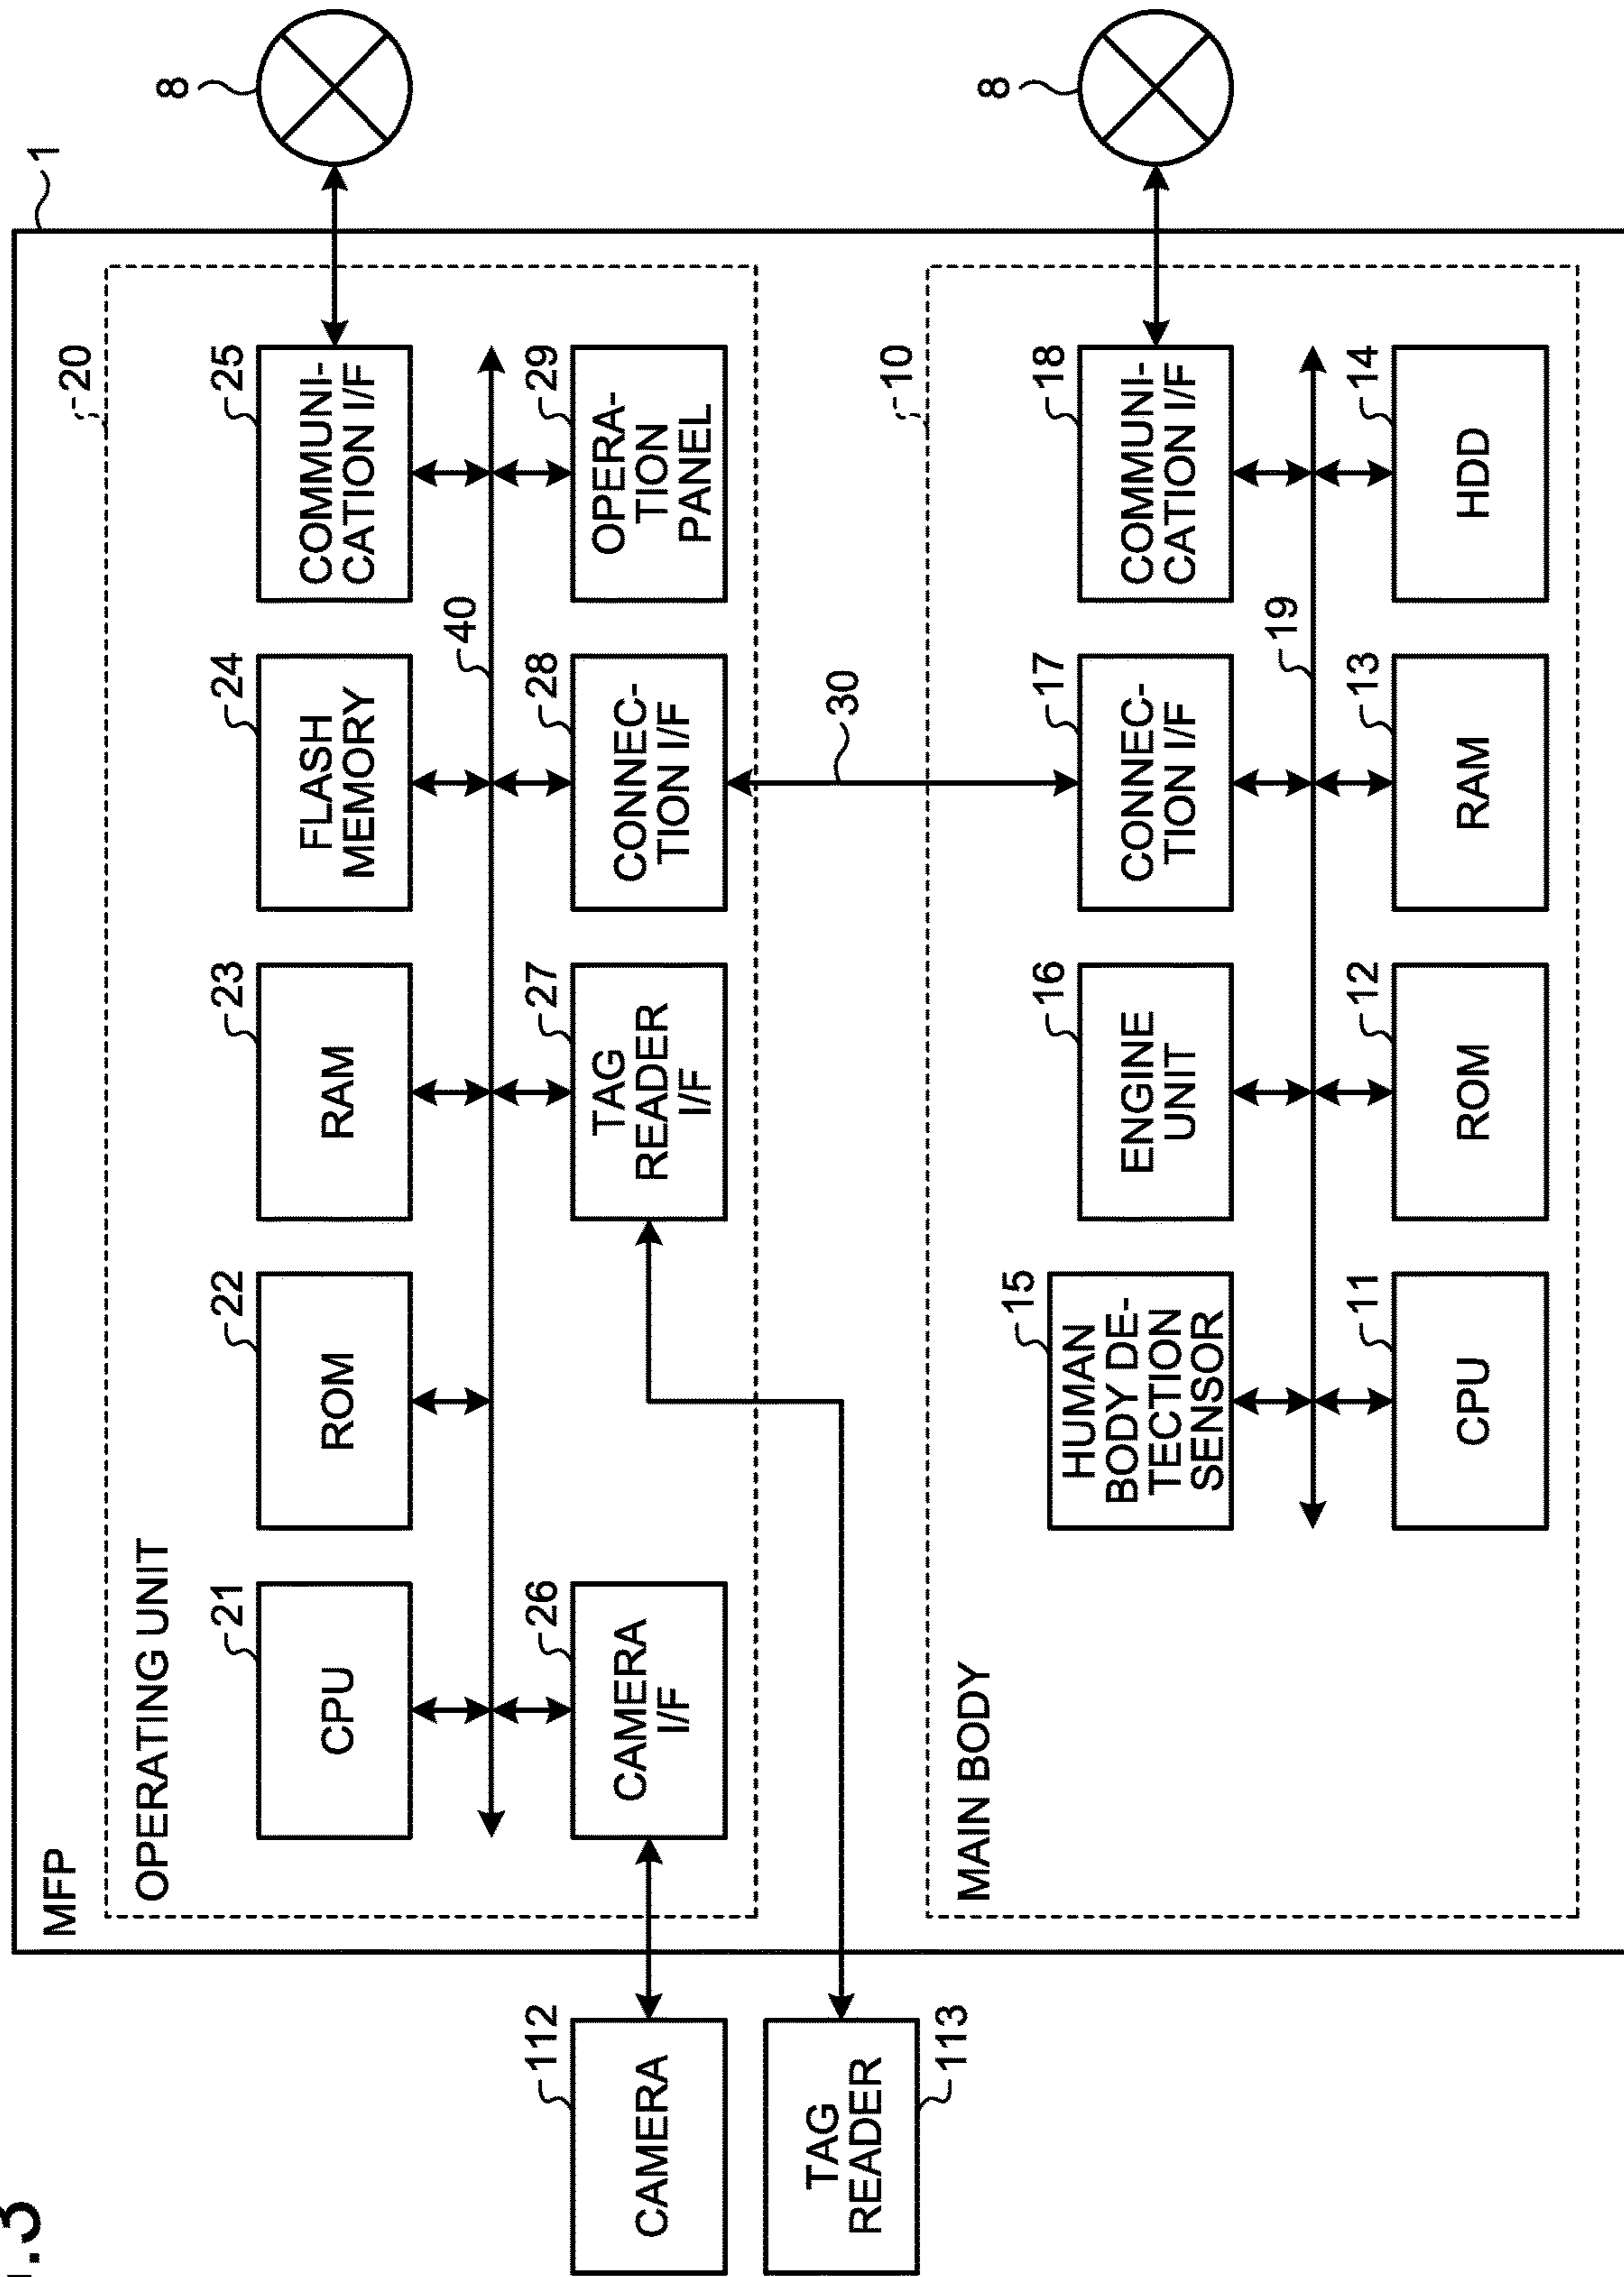 .3
1
MFP
20
OPERATING UNIT
8
21
22
23
24
25
CPU
ROM
RAM
FLASH
MEMORY
COMMUNI-
CATION I/F
40
112
26
27
28
29
CAMERA
CAMERA
I/F
TAG
READER
I/F
CONNEC-
TION I/F
OPERA-
TION
PANEL
TAG
READER
113
30
10
MAIN BODY
8
15
16
17
18
HUMAN
BODY DE-
TECTION
SENSOR
ENGINE
UNIT
CONNEC-
TION I/F
COMMUNI-
CATION I/F
19
11
12
13
14
CPU
ROM
RAM
HDD